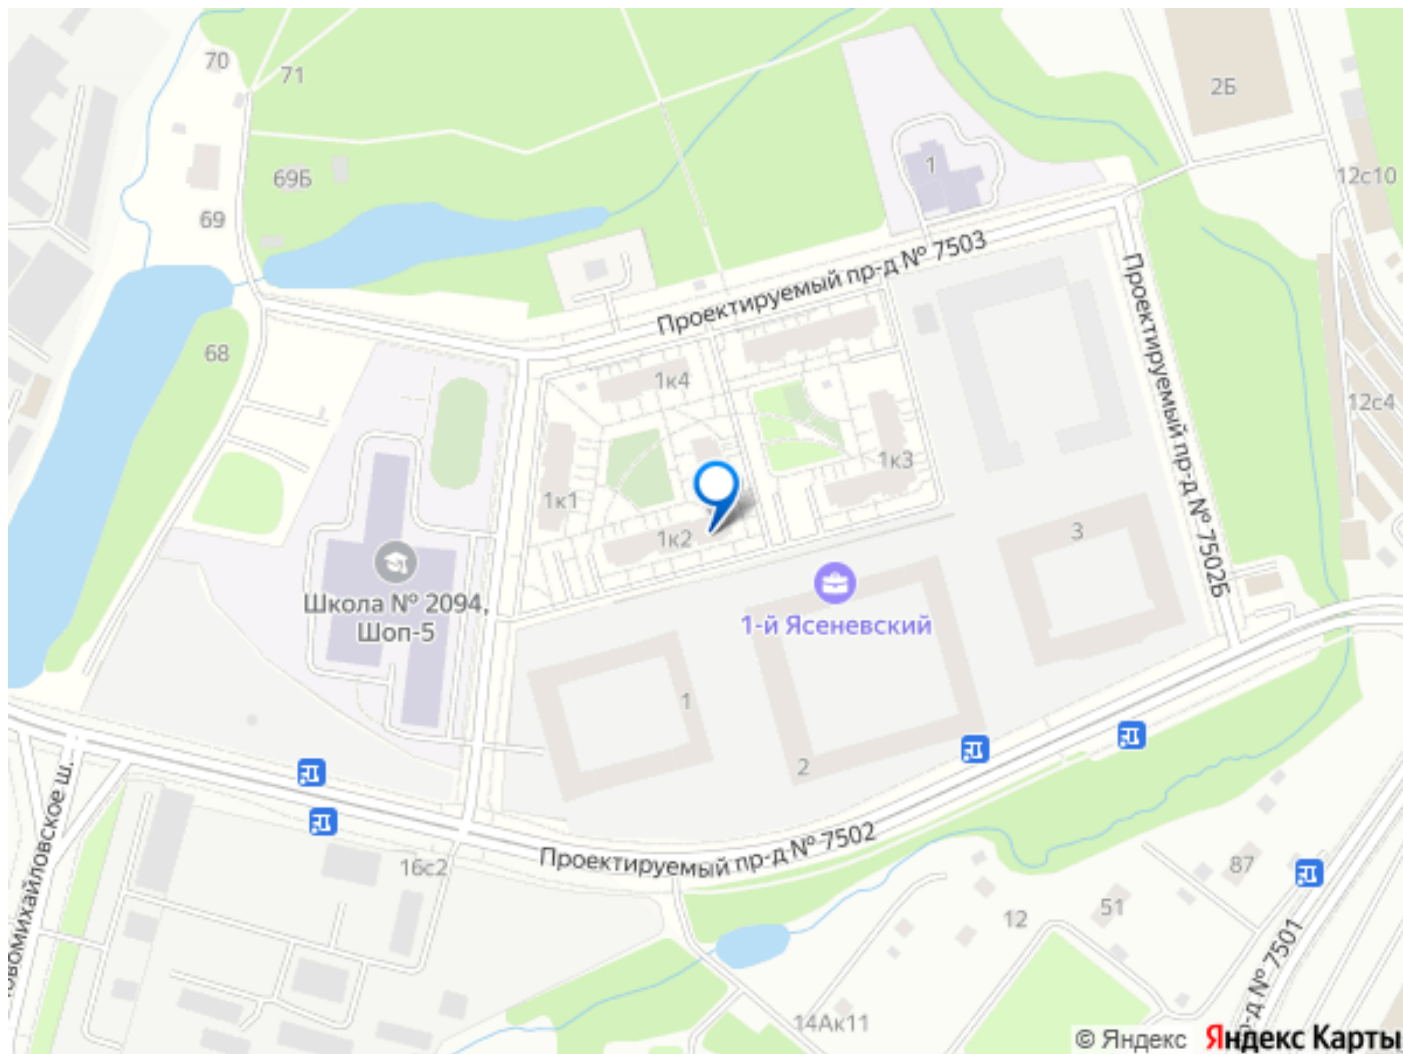 70
71
2Б
69Б
1
12с10
69
Проектируемый пр-д № 7503
Проектируемый пр-д № 7502Б
68
1к4
12с4
1к3
1к1
1к2
3
Школа № 2094,
Шоп-5
1-й Ясеневский
1
2
овомихайловское ш.
Проектируемый пр-д № 7502
16с2
87
51
12
р-д № 7501
14Ак11
© Яндекс
Яндекс Карты